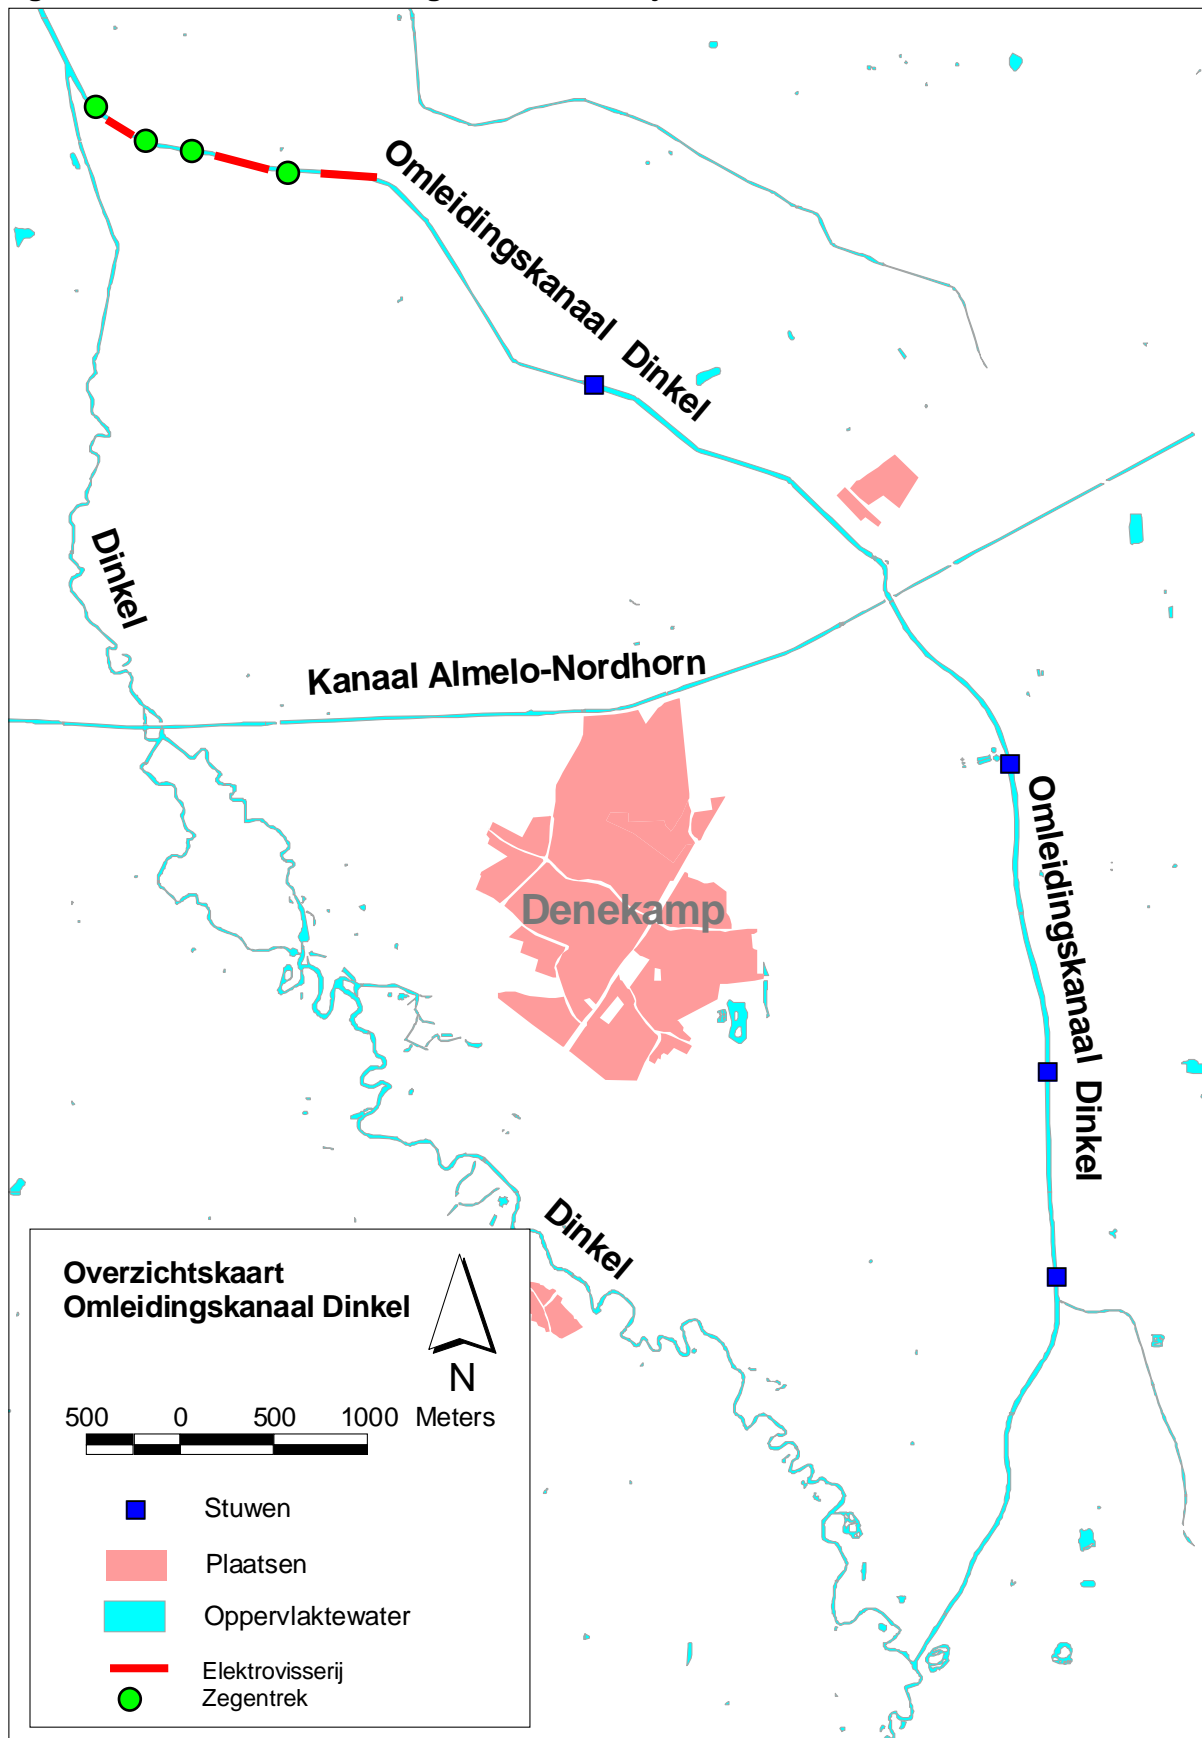 Omleidingskanaal Dinkel
Dinkel
Kanaal Almelo-Nordhorn
Omleidingskanaal Dinkel
Denekamp
Dinkel
Overzichtskaart
Omleidingskanaal Dinkel
N
500 0 500 1000 Meters
Stuwen
Plaatsen
Oppervlaktewater
Elektrovisserij
Zegentrek